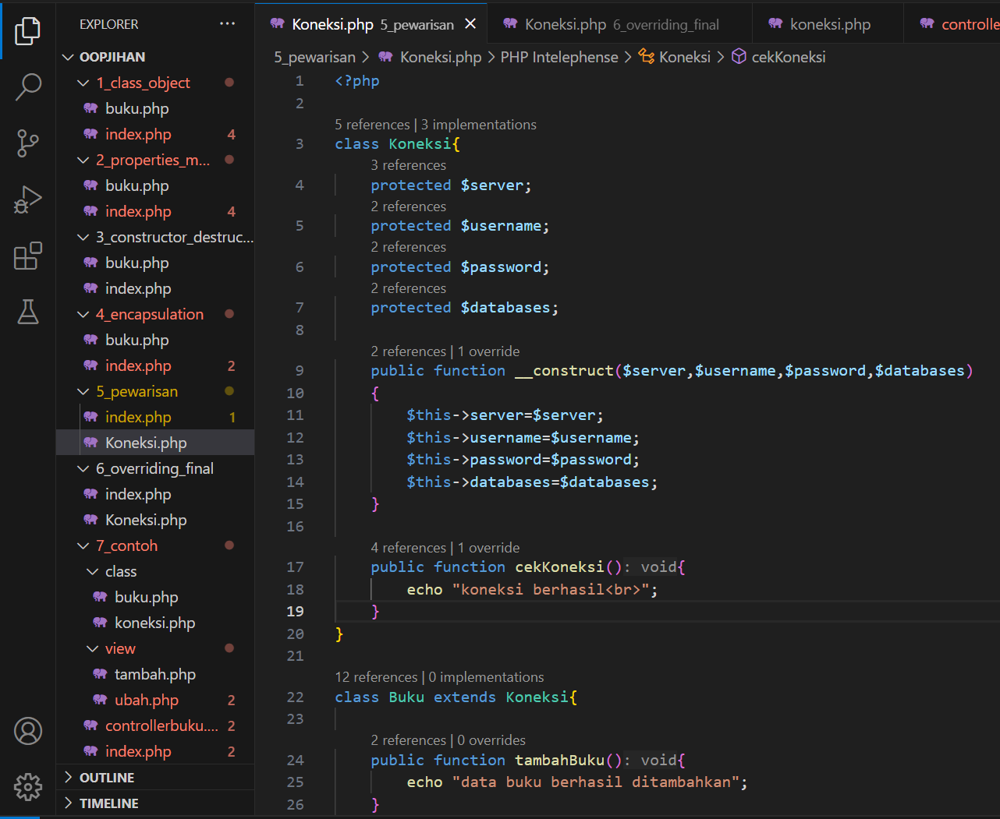 EXPLORER
OOPJIHAN
1_class_object
buku.php
index.php 4
2_properties_m...
buku.php
index.php 4
3_constructor_destruc...
buku.php
index.php
4_encapsulation
buku.php
index.php 2
5_pewarisan
index.php 1
Koneksi.php
6_overriding_final
index.php
Koneksi.php
7_contoh
class
buku.php
koneksi.php
view
tambah.php
ubah.php 2
controllerbuku.... 2
index.php 2
OUTLINE
TIMELINE
Koneksi.php 5_pewarisan
Koneksi.php 6_overriding_final
koneksi.php
controlle
5_pewarisan > Koneksi.php > PHP Intelephense > Koneksi > cekKoneksi
1 <?php
2
5 references | 3 implementations
3 class Koneksi{
3 references
4 protected $server;
2 references
5 protected $username;
2 references
6 protected $password;
2 references
7 protected $databases;
8
2 references | 1 override
9 public function __construct($server,$username,$password,$databases)
10 {
11 $this->server=$server;
12 $this->username=$username;
13 $this->password=$password;
14 $this->databases=$databases;
15 }
16
4 references | 1 override
17 public function cekKoneksi(): void{
18 echo "koneksi berhasil<br>";
19 }
20 }
21
12 references | 0 implementations
22 class Buku extends Koneksi{
23
2 references | 0 overrides
24 public function tambahBuku(): void{
25 echo "data buku berhasil ditambahkan";
26 }